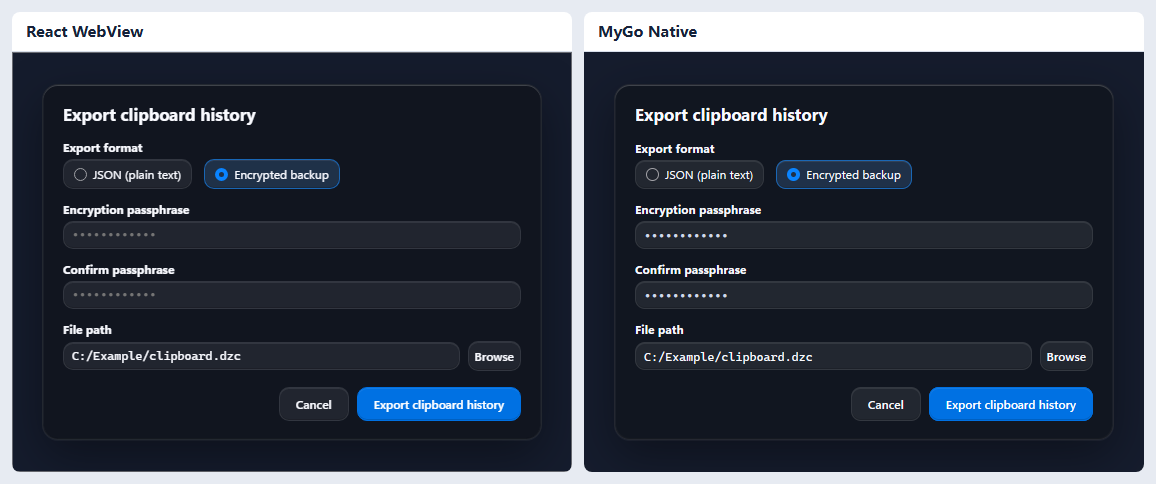 React WebView
Export clipboard history
Export format
JSON (plain text) Encrypted backup
Encryption passphrase
••••••••••••
Confirm passphrase
••••••••••••
File path
C:/Example/clipboard.dzc Browse
Cancel Export clipboard history
MyGo Native
Export clipboard history
Export format
JSON (plain text) Encrypted backup
Encryption passphrase
••••••••••••
Confirm passphrase
••••••••••••
File path
C:/Example/clipboard.dzc Browse
Cancel Export clipboard history